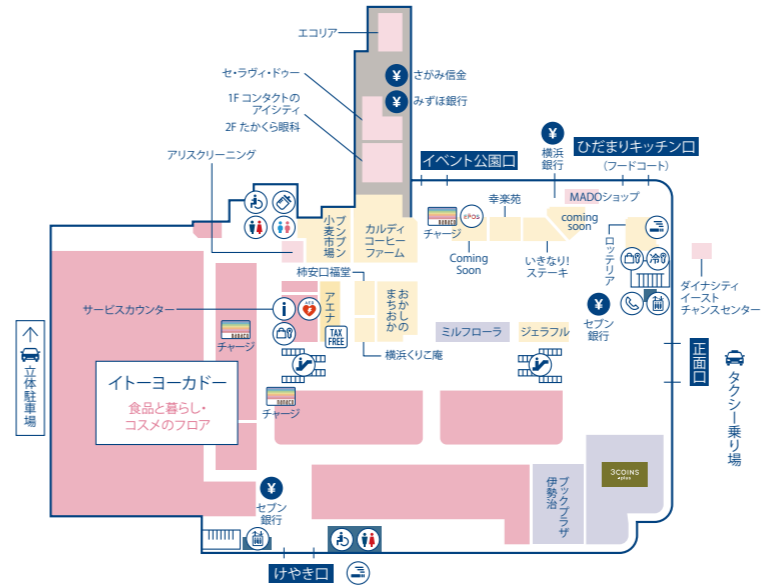 エコリア
セ・ラヴィ・ドゥー
1F コンタクトの
アイシティ
2F たかくら眼科
アリスクリーニング
¥
さがみ信金
¥
みずほ銀行
イベント公園口
¥
横浜
銀行
ひだまりキッチン口
(フードコート)
MADOショップ
小麦市場
ブンブン
カルディ
コーヒー
ファーム
チャージ
EPOS
幸楽苑
coming
soon
Coming
Soon
いきなり!
ステーキ
ロッテリア
冷
ダイナシティ
イースト
チャンスセンター
柿安口福堂
サービスカウンター
i
AED
アエナ
おかしの
まちおか
TAX
FREE
横浜くりこ庵
ミルフローラ
ジェラフル
¥
セブン
銀行
nanaco
チャージ
nanaco
チャージ
立体駐車場
イトーヨーカドー
食品と暮らし・
コスメのフロア
正面口
タクシー乗り場
3COINS
+plus
ブックプラザ
伊勢治
¥
セブン
銀行
けやき口